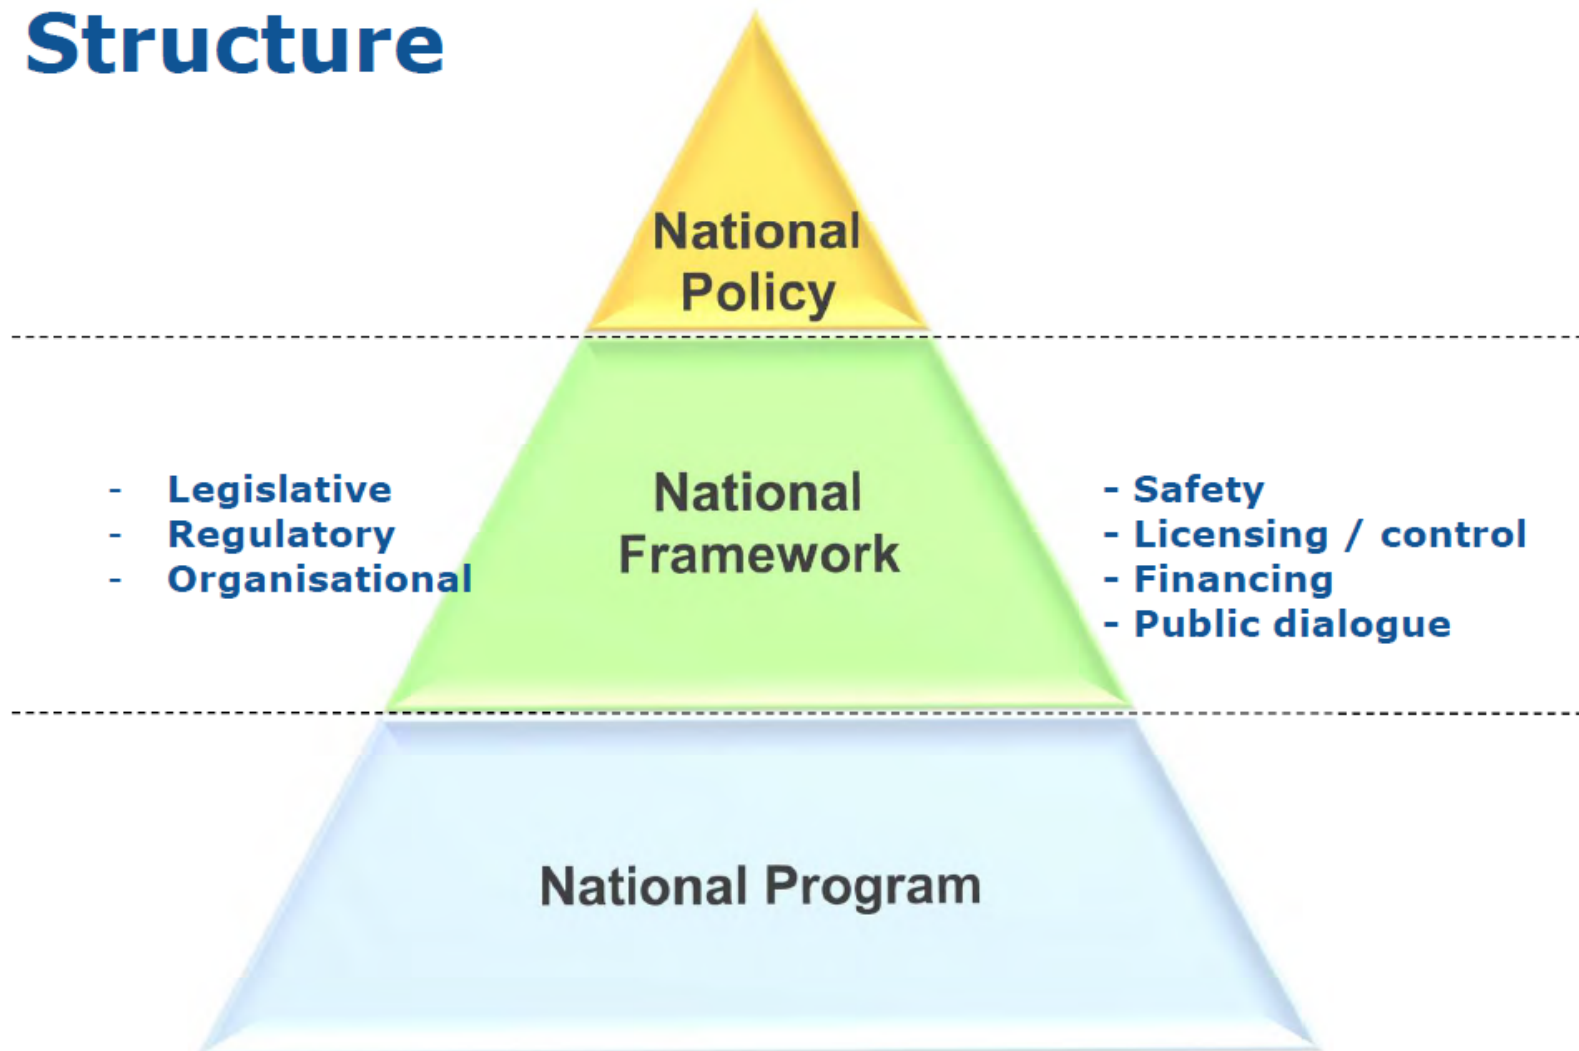 Structure
National
Policy
- Legislative
- Regulatory
- Organisational
National
Framework
- Safety
- Licensing / control
- Financing
- Public dialogue
National Program